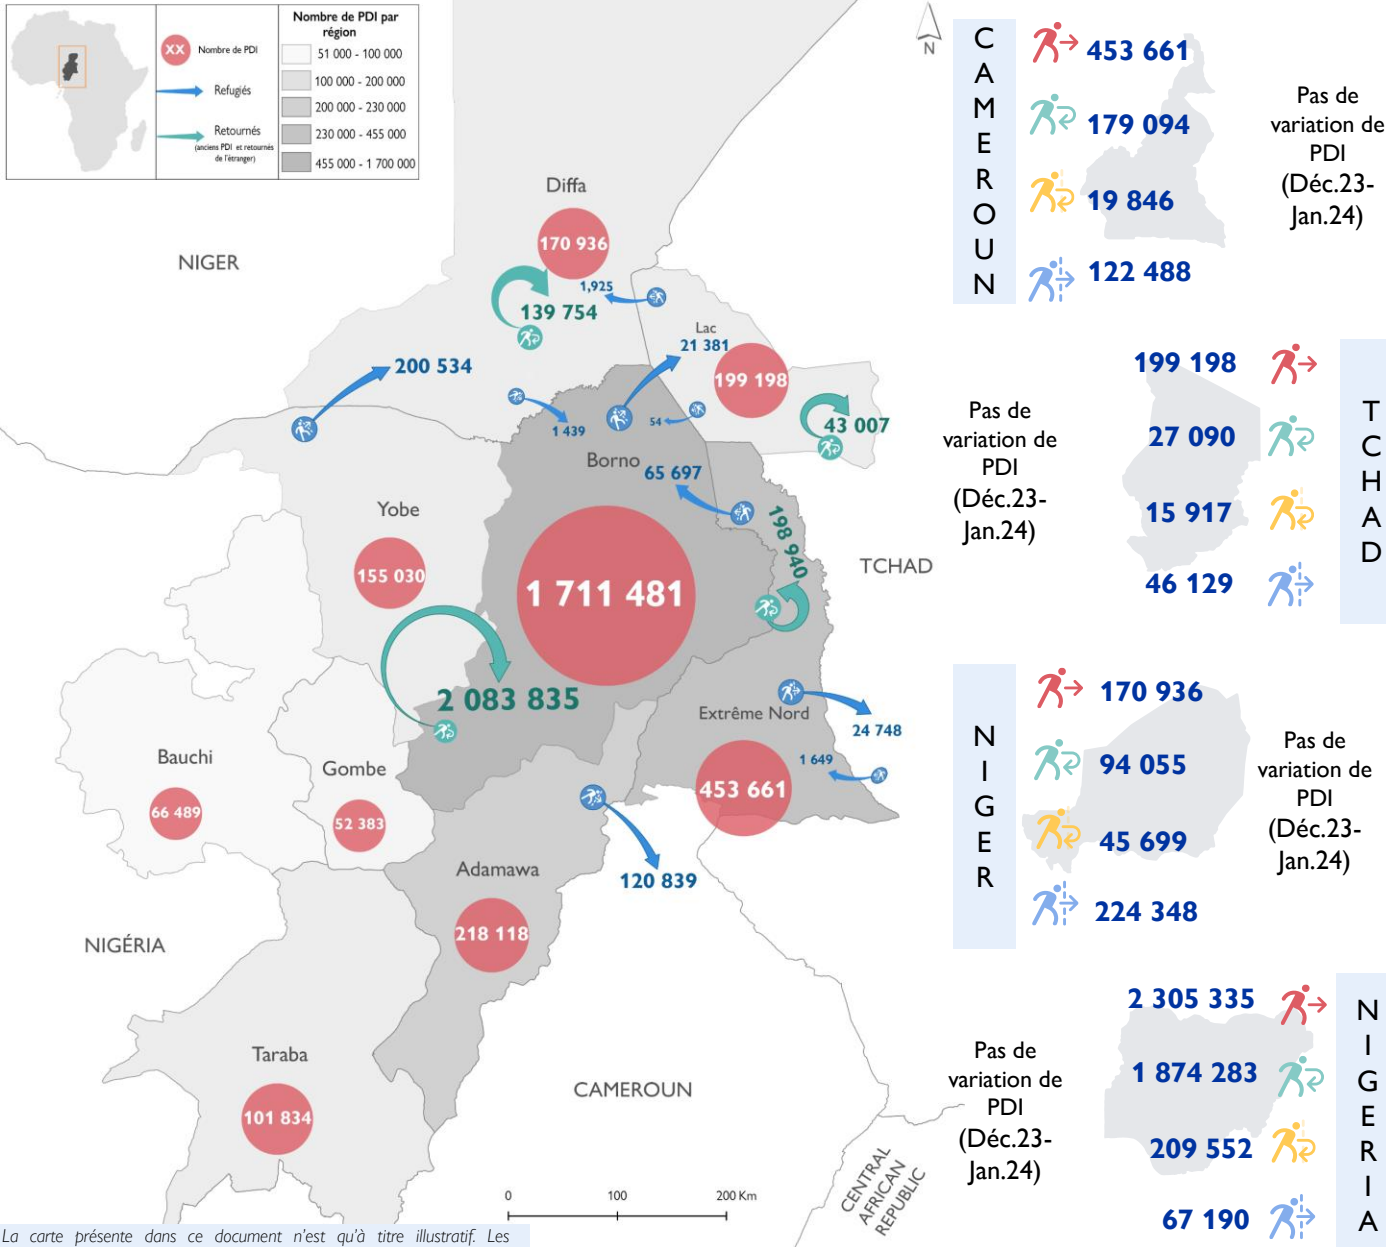 Nombre de PDI par
région
XX
Nombre de PDI
Refugiés
Retournés
(anciens PDI et retournés
de l'étranger)
51 000 - 100 000
100 000 - 200 000
200 000 - 230 000
230 000 - 455 000
455 000 - 1 700 000
N
NIGER
Diffa
170 936
1,925
139 754
200 534
Lac
21 381
199 198
43 007
1 439
54
Borno
65 697
198 940
TCHAD
Yobe
155 030
1 711 481
2 083 835
Extrême Nord
24 748
1 649
453 661
Bauchi
66 489
Gombe
52 383
Adamawa
120 839
218 118
NIGÉRIA
Taraba
101 834
CAMEROUN
CENTRAL
AFRICAN
REPUBLIC
0 100 200 Km
La carte présente dans ce document n'est qu'à titre illustratif. Les
C
A
M
E
R
O
U
N
453 661
179 094
19 846
122 488
Pas de
variation de
PDI
(Déc.23-
Jan.24)
Pas de
variation de
PDI
(Déc.23-
Jan.24)
199 198
27 090
15 917
46 129
T
C
H
A
D
N
I
G
E
R
170 936
94 055
45 699
224 348
Pas de
variation de
PDI
(Déc.23-
Jan.24)
Pas de
variation de
PDI
(Déc.23-
Jan.24)
2 305 335
1 874 283
209 552
67 190
N
I
G
E
R
I
A